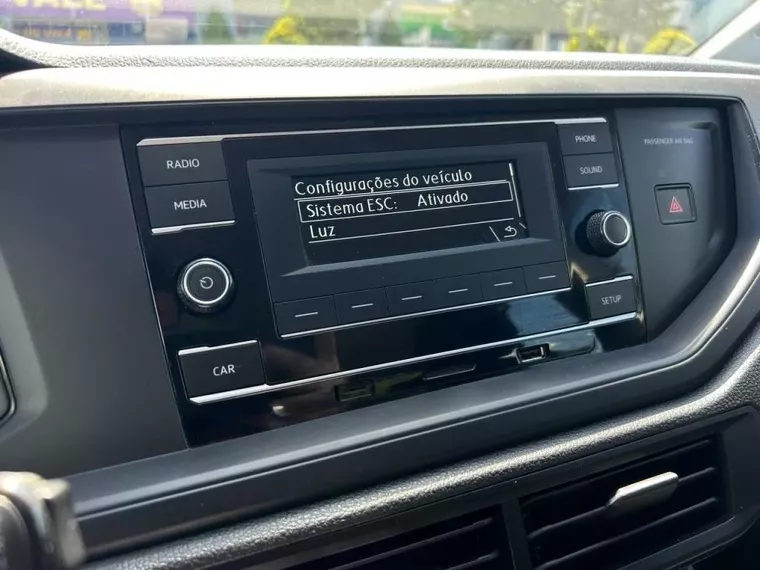 RADIO
MEDIA
CAR
Configurações do veículo
Sistema ESC: Ativado
Luz
PHONE
SOUND
SETUP
PASSENGER AIR BAG